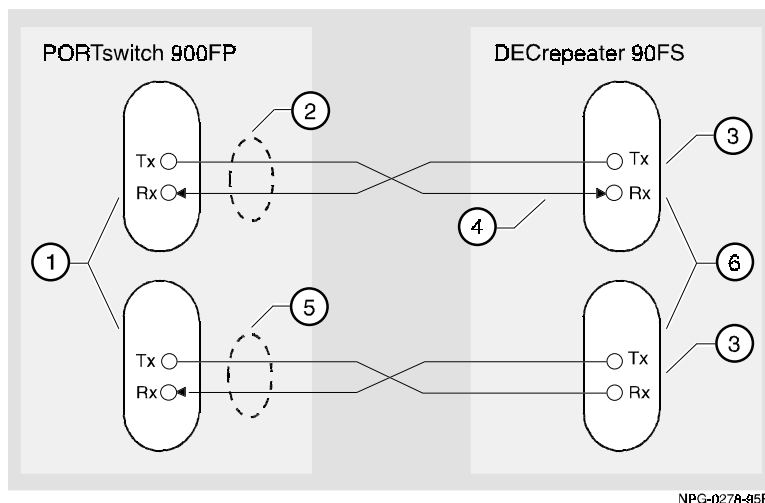 PORTswitch 900FP
DECrepeater 90FS
2
3
Tx
Tx
Rx
Rx
4
1
6
5
3
Tx
Tx
Rx
Rx